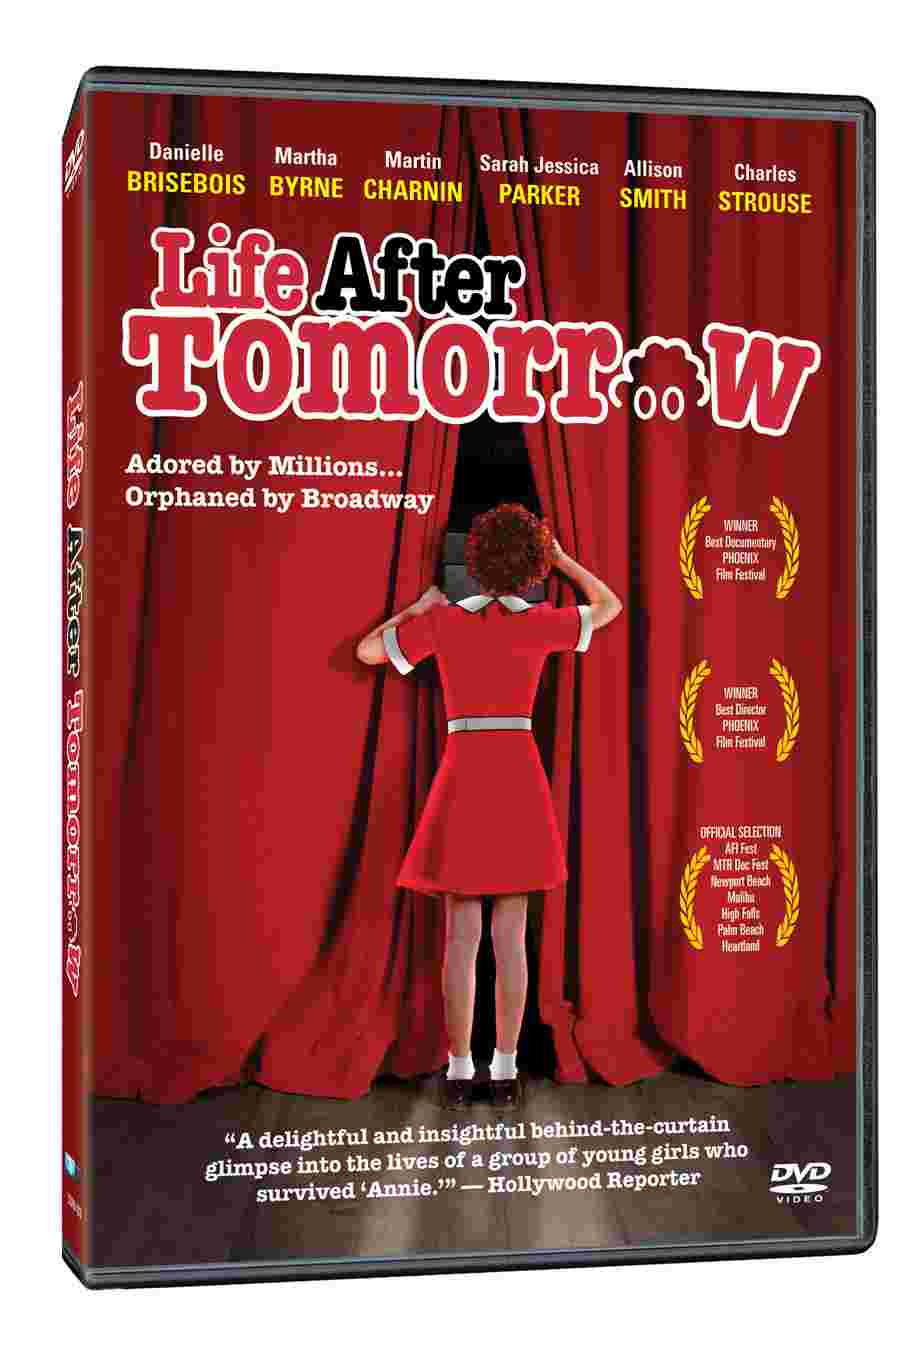 Danielle BRISEBOIS
Martha BYRNE
Martin CHARNIN
Sarah Jessica PARKER
Allison SMITH
Charles STROUSE
Life After
Tomorrow
Adored by Millions...
Orphaned by Broadway
WINNER
Best Documentary
PHOENIX
Film Festival
WINNER
Best Director
PHOENIX
Film Festival
OFFICIAL SELECTION
AFI Fest
MTR Doc Fest
Newport Beach
Malibu
High Falls
Palm Beach
Heartland
“A delightful and insightful behind-the-curtain
glimpse into the lives of a group of young girls who
survived ‘Annie.’” — Hollywood Reporter
DVD
VIDEO
DVD
Life After Tomorrow